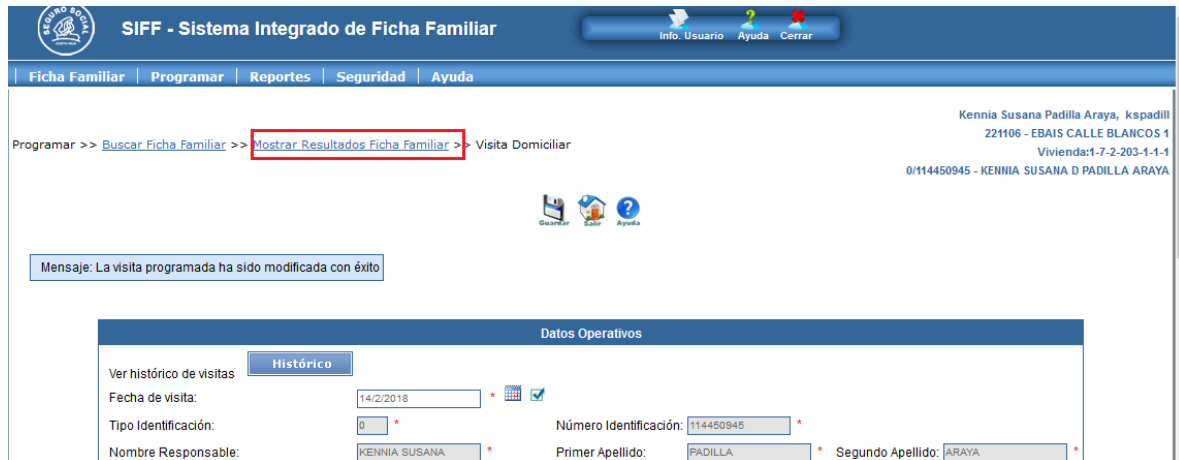 SEGURO SOCIAL
SIFF - Sistema Integrado de Ficha Familiar
Info. Usuario Ayuda Cerrar
Ficha Familiar | Programar | Reportes | Seguridad | Ayuda
Kennia Susana Padilla Araya, kspadill
221106 - EBAIS CALLE BLANCOS 1
Vivienda:1-7-2-203-1-1-1
0/114450945 - KENNIA SUSANA D PADILLA ARAYA
Programar >> Buscar Ficha Familiar >> Mostrar Resultados Ficha Familiar >> Visita Domiciliar
Guardar Salir Ayuda
Mensaje: La visita programada ha sido modificada con éxito
Datos Operativos
Ver histórico de visitas Histórico
Fecha de visita: 14/2/2018 *
Tipo Identificación: 0 * Número Identificación: 114450945 *
Nombre Responsable: KENNIA SUSANA * Primer Apellido: PADILLA * Segundo Apellido: ARAYA *